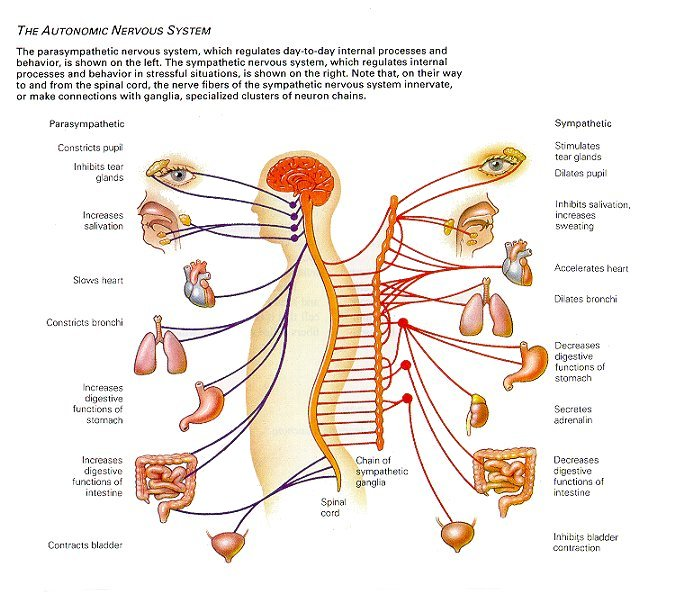 THE AUTONOMIC NERVOUS SYSTEM
The parasympathetic nervous system, which regulates day-to-day internal processes and
behavior, is shown on the left. The sympathetic nervous system, which regulates internal
processes and behavior in stressful situations, is shown on the right. Note that, on their way
to and from the spinal cord, the nerve fibers of the sympathetic nervous system innervate,
or make connections with ganglia, specialized clusters of neuron chains.
Parasympathetic
Constricts pupil
Inhibits tear
glands
Increases
salivation
Slows heart
Constricts bronchi
Increases
digestive
functions of
stomach
Increases
digestive
functions of
intestine
Contracts bladder
Spinal
cord
Chain of
sympathetic
ganglia
Sympathetic
Stimulates
tear glands
Dilates pupil
Inhibits salivation,
increases
sweating
Accelerates heart
Dilates bronchi
Decreases
digestive
functions of
stomach
Secretes
adrenalin
Decreases
digestive
functions of
intestine
Inhibits bladder
contraction